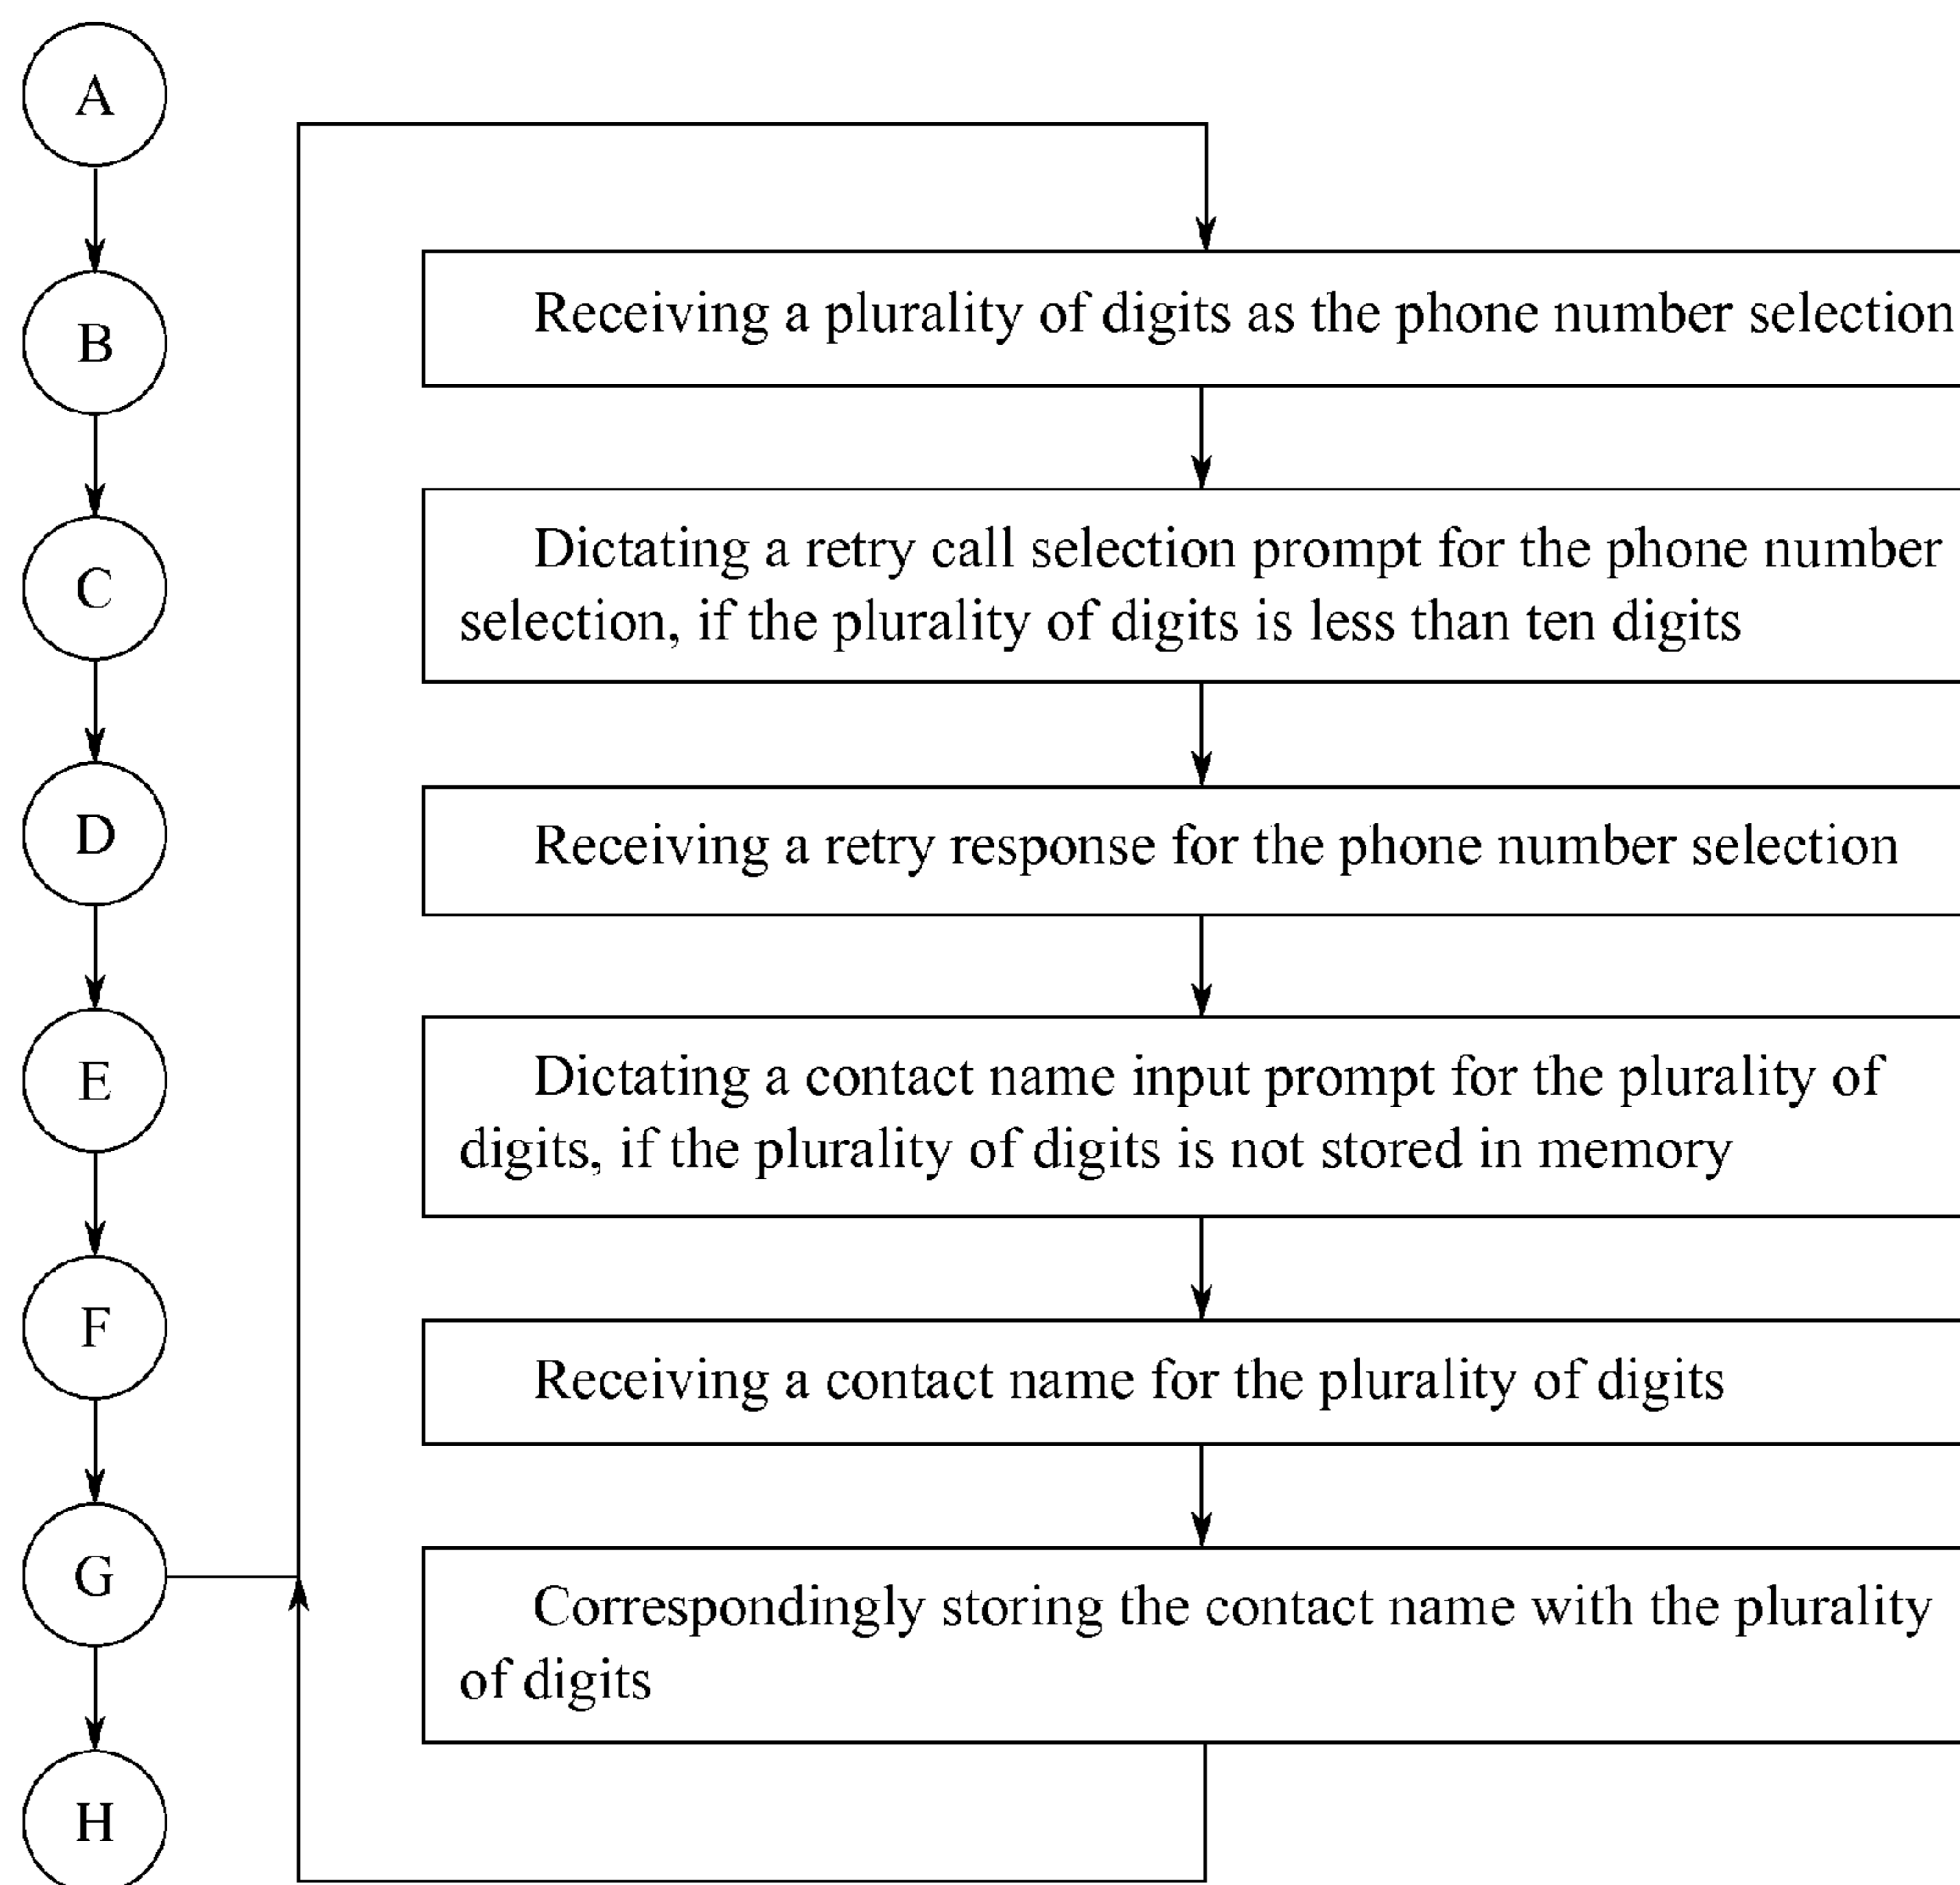 A
B
C
D
E
F
G
H
Receiving a plurality of digits as the phone number selection
Dictating a retry call selection prompt for the phone number
selection, if the plurality of digits is less than ten digits
Receiving a retry response for the phone number selection
Dictating a contact name input prompt for the plurality of
digits, if the plurality of digits is not stored in memory
Receiving a contact name for the plurality of digits
Correspondingly storing the contact name with the plurality
of digits